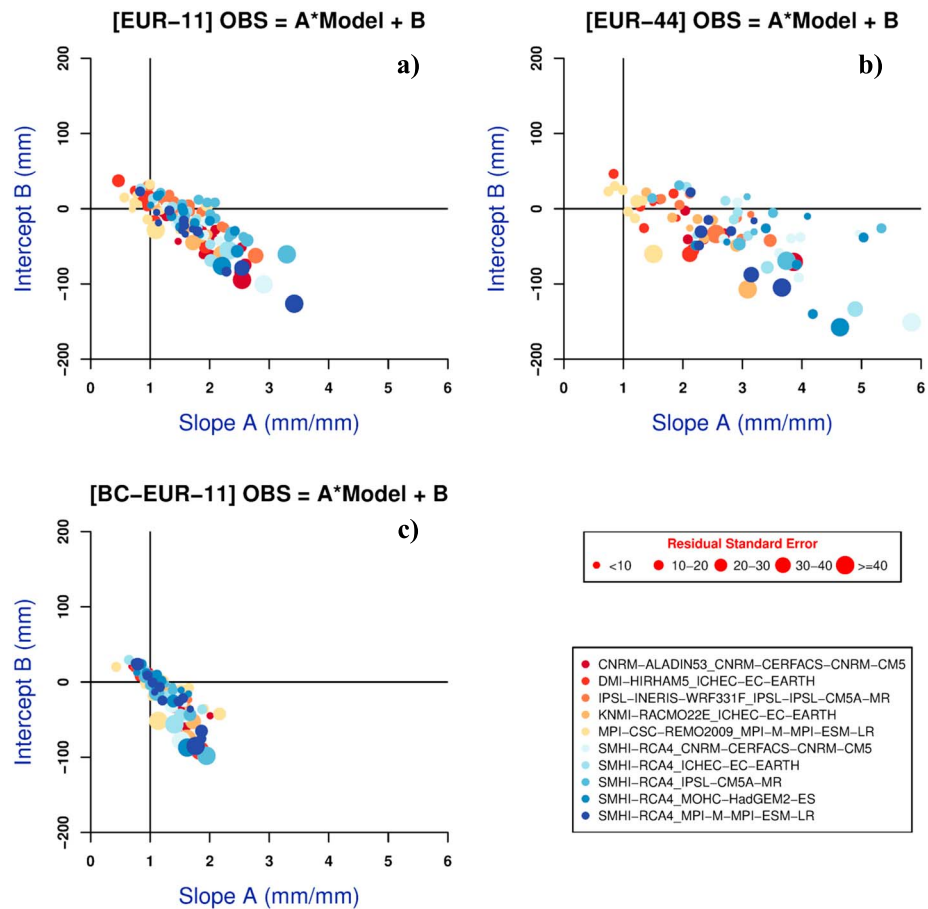 [EUR−11] OBS = A*Model + B
a)
200
100
0
−100
−200
Intercept B (mm)
0 1 2 3 4 5 6
Slope A (mm/mm)
[EUR−44] OBS = A*Model + B
b)
200
100
0
−100
−200
Intercept B (mm)
0 1 2 3 4 5 6
Slope A (mm/mm)
[BC−EUR−11] OBS = A*Model + B
c)
200
100
0
−100
−200
Intercept B (mm)
0 1 2 3 4 5 6
Slope A (mm/mm)
Residual Standard Error
<10 10−20 20−30 30−40 >=40
CNRM−ALADIN53_CNRM−CERFACS−CNRM−CM5
DMI−HIRHAM5_ICHEC−EC−EARTH
IPSL−INERIS−WRF331F_IPSL−IPSL−CM5A−MR
KNMI−RACMO22E_ICHEC−EC−EARTH
MPI−CSC−REMO2009_MPI−M−MPI−ESM−LR
SMHI−RCA4_CNRM−CERFACS−CNRM−CM5
SMHI−RCA4_ICHEC−EC−EARTH
SMHI−RCA4_IPSL−CM5A−MR
SMHI−RCA4_MOHC−HadGEM2−ES
SMHI−RCA4_MPI−M−MPI−ESM−LR